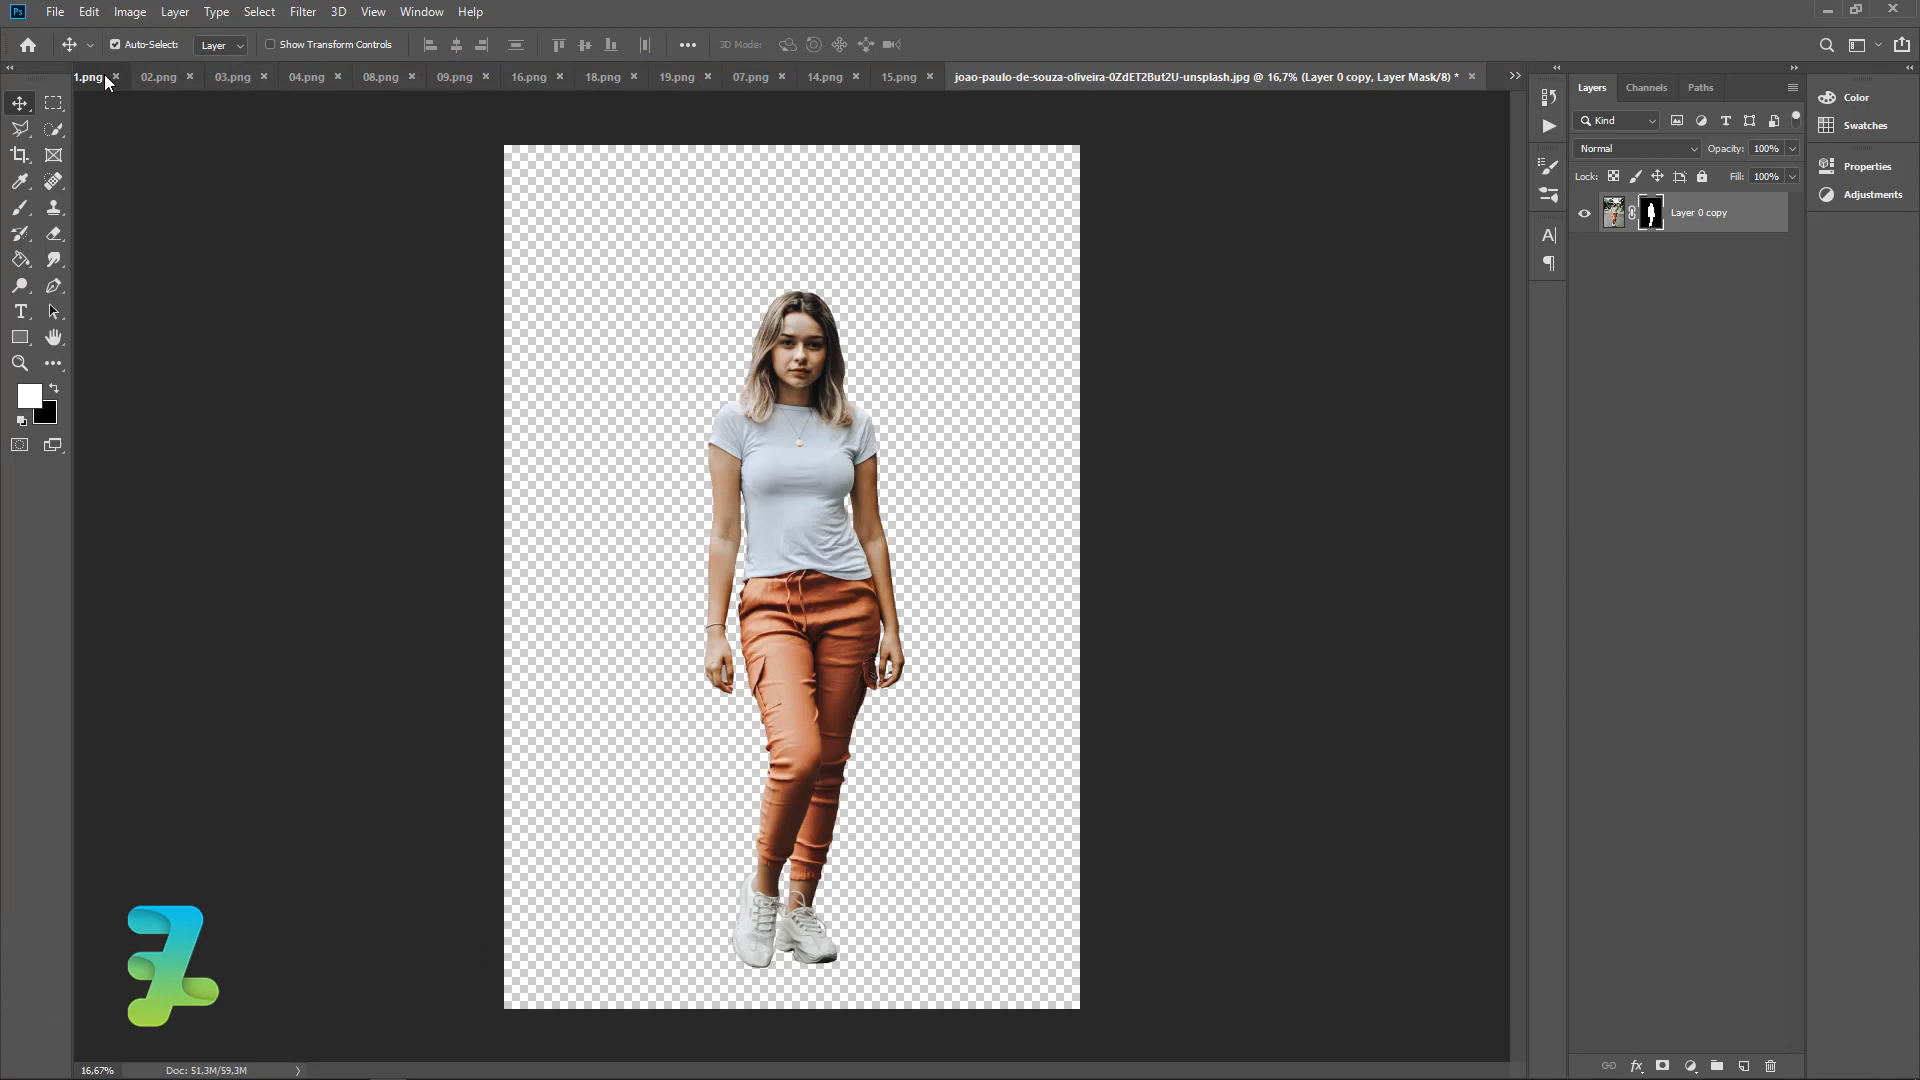 Ps File Edit Image Layer Type Select Filter 3D View Window Help
Auto-Select: Layer Show Transform Controls 3D Mode:
1.png 02.png 03.png 04.png 08.png 09.png 16.png 18.png 19.png 07.png 14.png 15.png joao-paulo-de-souza-oliveira-0ZdET2But2U-unsplash.jpg @ 16,7% (Layer 0 copy, Layer Mask/8) *
Layers Channels Paths
Color
Kind
Swatches
Normal Opacity: 100%
Properties
Lock: Fill: 100%
Adjustments
Layer 0 copy
16,67% Doc: 51,3M/59,3M
fx